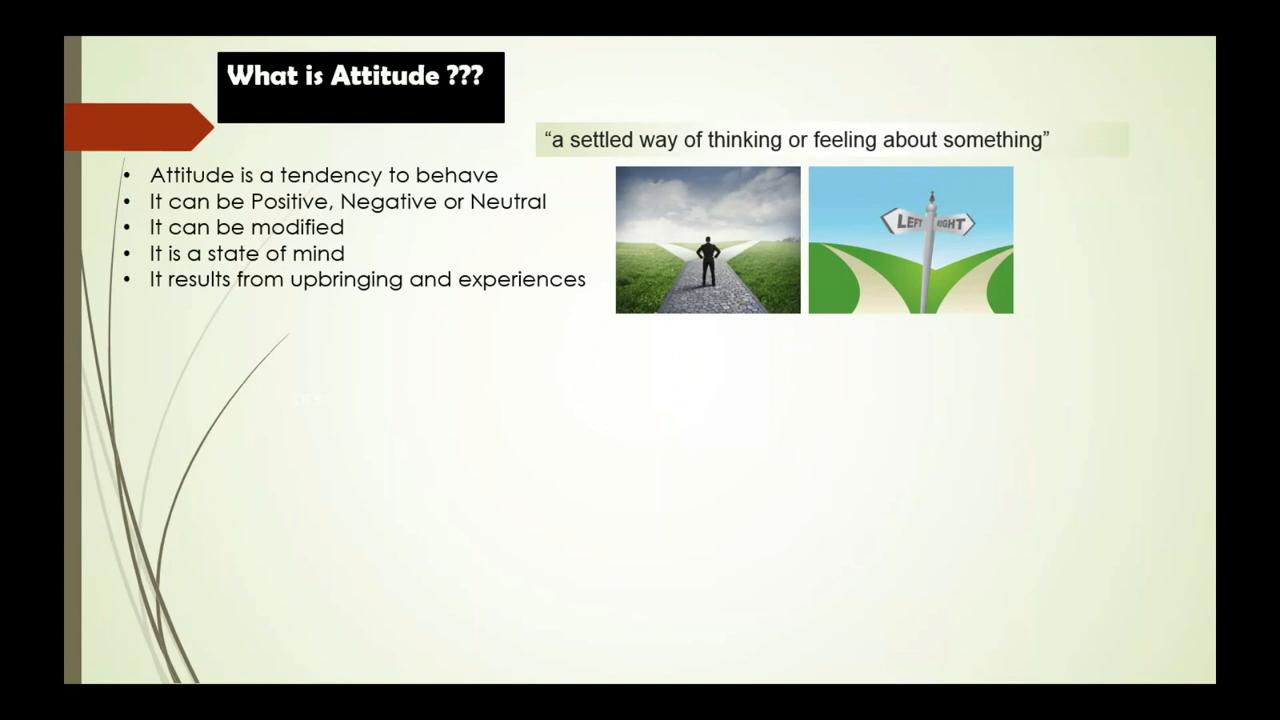 What is Attitude ???
“a settled way of thinking or feeling about something”
• Attitude is a tendency to behave
• It can be Positive, Negative or Neutral
• It can be modified
• It is a state of mind
• It results from upbringing and experiences
LEFT RIGHT